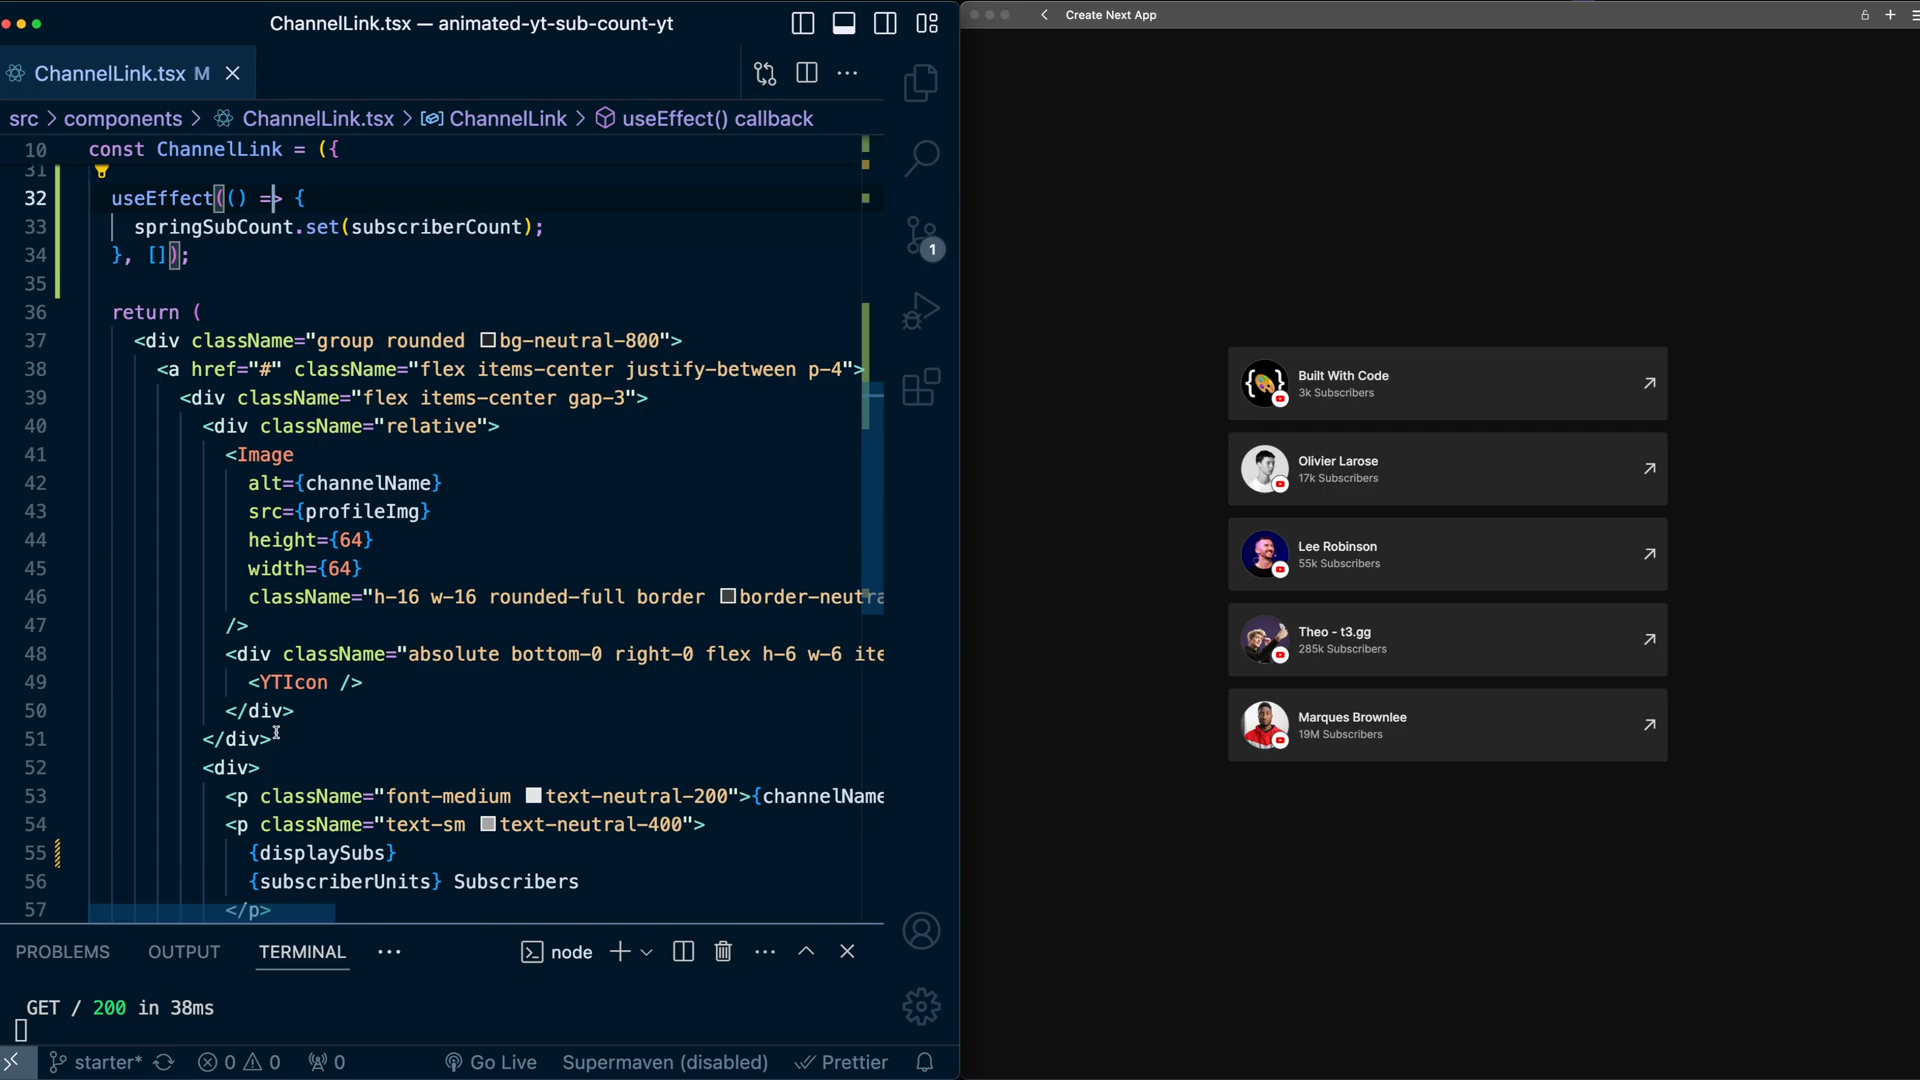 ChannelLink.tsx — animated-yt-sub-count-yt
ChannelLink.tsx M
src > components > ChannelLink.tsx > ChannelLink > useEffect() callback
10 const ChannelLink = ({
31
32 useEffect(() => {
33 springSubCount.set(subscriberCount);
34 }, []);
35
36 return (
37 <div className="group rounded bg-neutral-800">
38 <a href="#" className="flex items-center justify-between p-4">
39 <div className="flex items-center gap-3">
40 <div className="relative">
41 <Image
42 alt={channelName}
43 src={profileImg}
44 height={64}
45 width={64}
46 className="h-16 w-16 rounded-full border border-neutra
47 />
48 <div className="absolute bottom-0 right-0 flex h-6 w-6 ite
49 <YTIcon />
50 </div>
51 </div>
52 <div>
53 <p className="font-medium text-neutral-200">{channelName
54 <p className="text-sm text-neutral-400">
55 {displaySubs}
56 {subscriberUnits} Subscribers
57 </p>
1
PROBLEMS OUTPUT TERMINAL ··· node
GET / 200 in 38ms
starter* 0 0 0 Go Live Supermaven (disabled) Prettier
Create Next App
Built With Code
3k Subscribers
Olivier Larose
17k Subscribers
Lee Robinson
55k Subscribers
Theo - t3.gg
285k Subscribers
Marques Brownlee
19M Subscribers